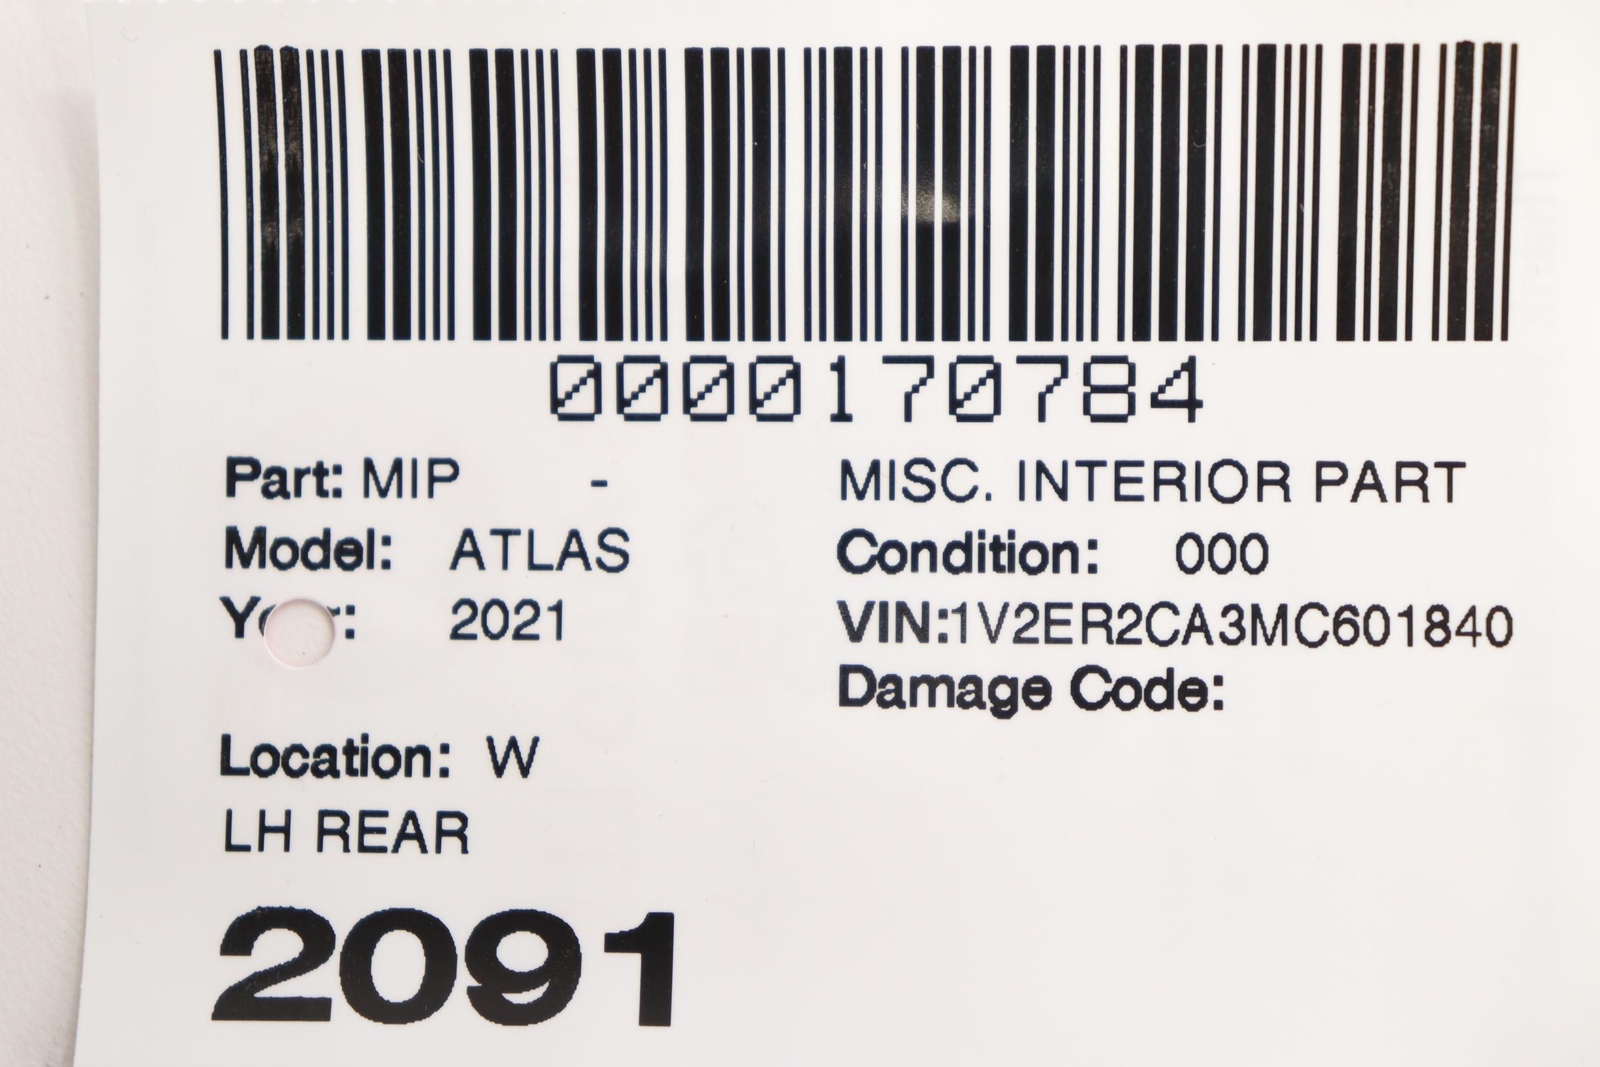 0000170784
Part: MIP - MISC. INTERIOR PART
Model: ATLAS Condition: 000
2021 VIN:1V2ER2CA3MC601840
Damage Code:
Location: W
LH REAR
2091